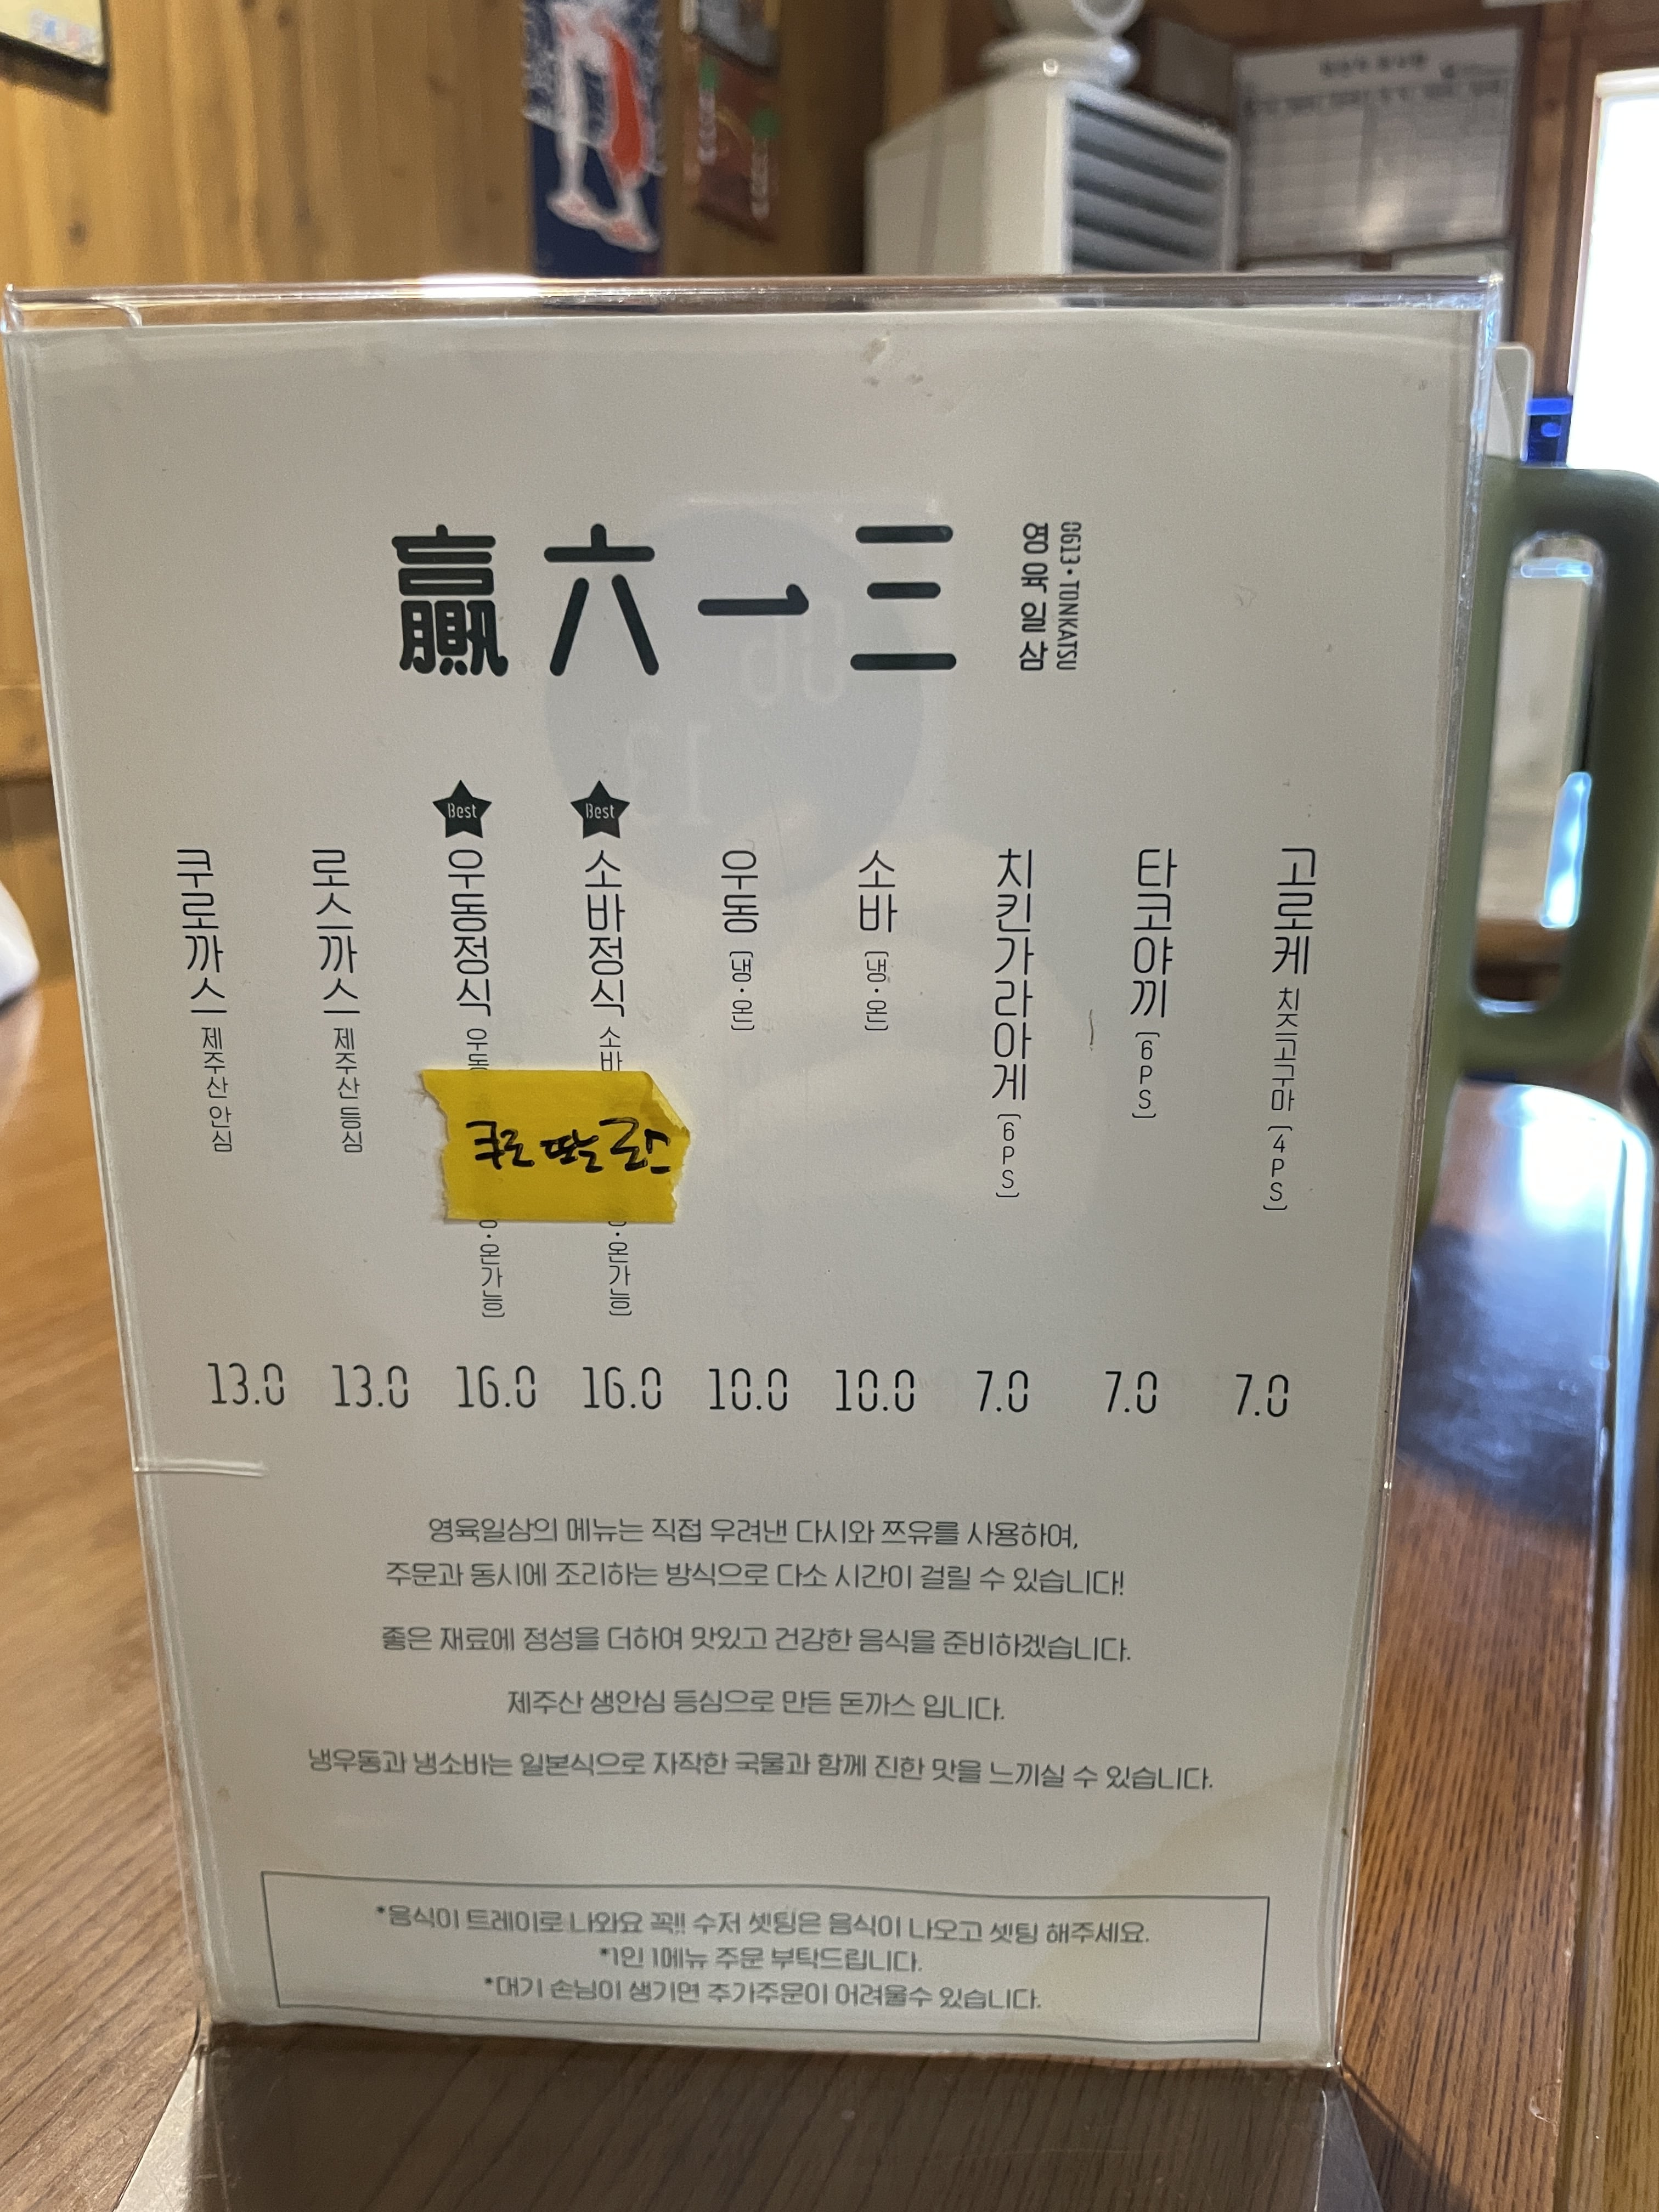 贏六一三
영육일삼
0613 · TONKATSU
쿠로까스 제주산 안심
13.0
로스까스 제주산 등심
13.0
Best
우동정식 우동
·온가능]
16.0
Best
소바정식 소바
·온가능]
16.0
우동 [냉·온]
10.0
소바 [냉·온]
10.0
치킨가라아게 [6PS]
7.0
타코야끼 [6PS]
7.0
고로케 치즈고구마 [4PS]
7.0
쿠로 또는 로스
영육일삼의 메뉴는 직접 우려낸 다시와 쯔유를 사용하여,
주문과 동시에 조리하는 방식으로 다소 시간이 걸릴 수 있습니다!
좋은 재료에 정성을 더하여 맛있고 건강한 음식을 준비하겠습니다.
제주산 생안심 등심으로 만든 돈까스 입니다.
냉우동과 냉소바는 일본식으로 자작한 국물과 함께 진한 맛을 느끼실 수 있습니다.
*음식이 트레이로 나와요 꼭!! 수저 셋팅은 음식이 나오고 셋팅 해주세요.
*1인 1메뉴 주문 부탁드립니다.
*대기 손님이 생기면 추가주문이 어려울수 있습니다.